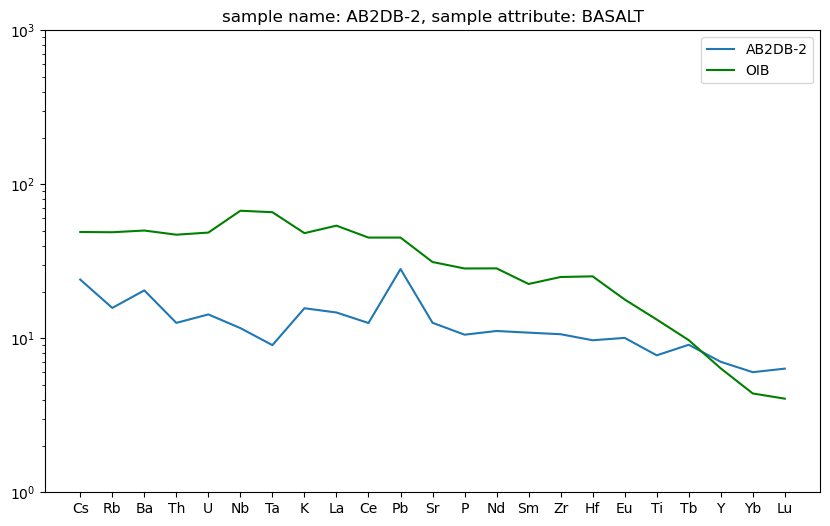 sample name: AB2DB-2, sample attribute: BASALT
10³
AB2DB-2
OIB
10²
10¹
10⁰
Cs Rb Ba Th U Nb Ta K La Ce Pb Sr P Nd Sm Zr Hf Eu Ti Tb Y Yb Lu